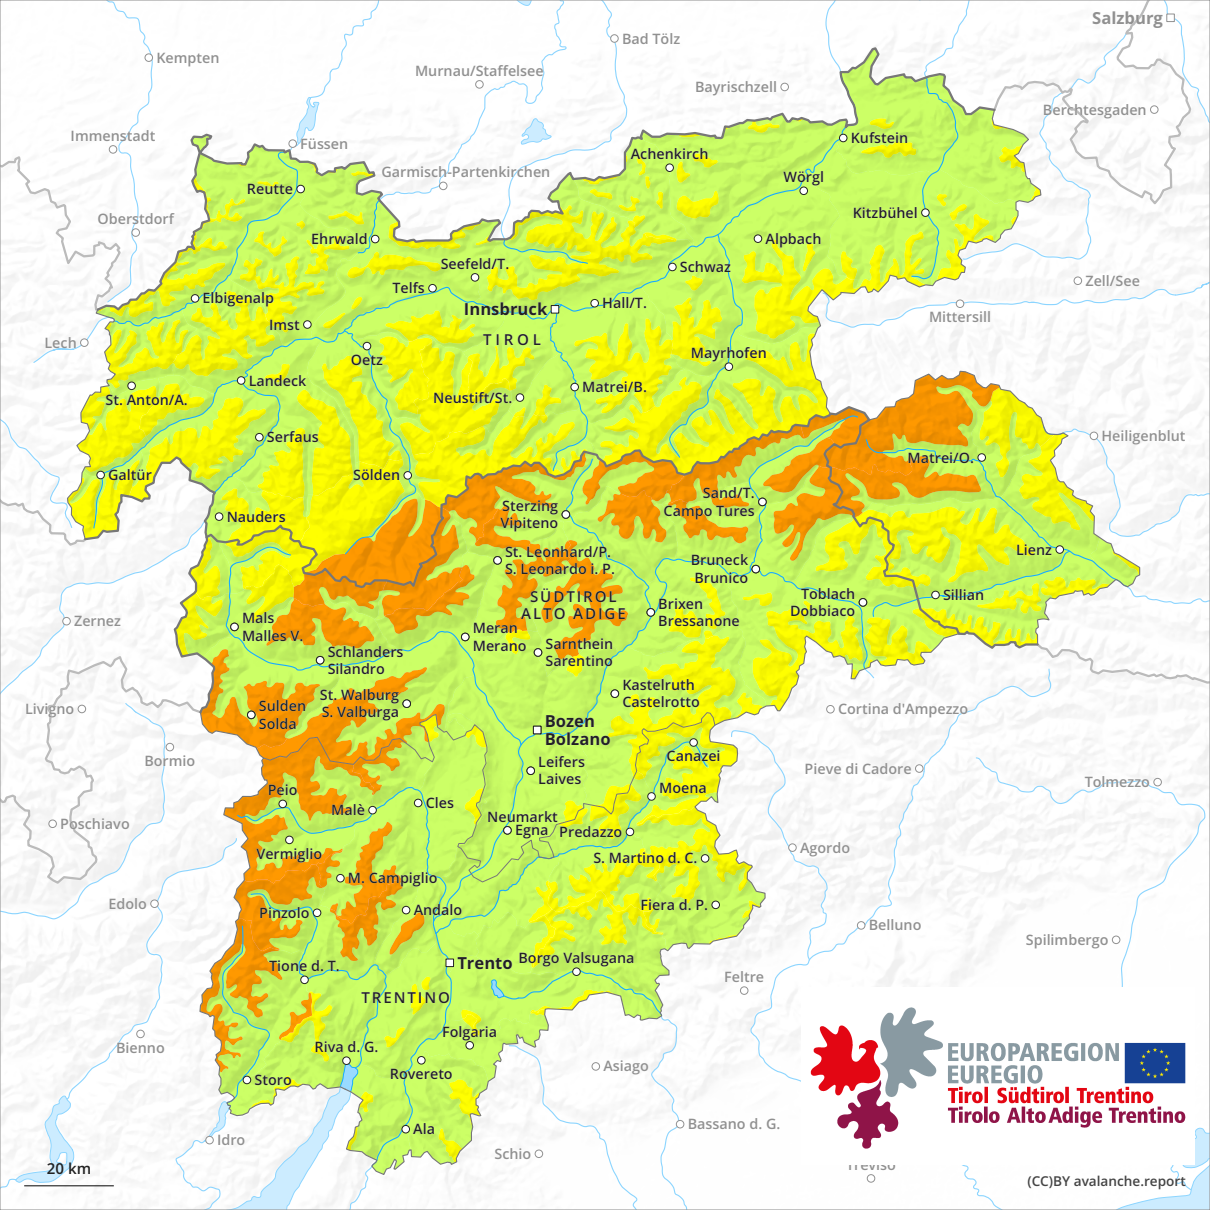 Salzburg
Bad Tölz
Kempten
Murnau/Staffelsee
Bayrischzell
Berchtesgaden
Immenstadt
Füssen
Kufstein
Achenkirch
Garmisch-Partenkirchen
Wörgl
Reutte
Oberstdorf
Kitzbühel
Ehrwald
Alpbach
Seefeld/T.
Schwaz
Zell/See
Telfs
Elbigenalp
Hall/T.
Innsbruck
Mittersill
Imst
TIROL
Lech
Oetz
Mayrhofen
Landeck
Matrei/B.
St. Anton/A.
Neustift/St.
Serfaus
Heiligenblut
Matrei/O.
Galtür
Sölden
Sand/T.
Campo Tures
Sterzing
Vipiteno
Nauders
St. Leonhard/P.
S. Leonardo i. P.
Lienz
Bruneck
Brunico
SÜDTIROL
ALTO ADIGE
Toblach
Dobbiaco
Sillian
Brixen
Bressanone
Zernez
Mals
Malles V.
Meran
Merano
Sarnthein
Sarentino
Schlanders
Silandro
Kastelruth
Castelrotto
St. Walburg
S. Valburga
Sulden
Solda
Livigno
Cortina d'Ampezzo
Bozen
Bolzano
Bormio
Canazei
Leifers
Laives
Pieve di Cadore
Tolmezzo
Peio
Moena
Malè
Cles
Neumarkt
Egna
Predazzo
Poschiavo
Vermiglio
S. Martino d. C.
Agordo
M. Campiglio
Edolo
Pinzolo
Andalo
Fiera d. P.
Belluno
Spilimbergo
Trento
Borgo Valsugana
Tione d. T.
Feltre
TRENTINO
Folgaria
Bienno
Riva d. G.
Rovereto
Asiago
Storo
EUROPAREGION
EUREGIO
Tirol Südtirol Trentino
Tirolo Alto Adige Trentino
Ala
Bassano d. G.
Idro
Schio
Treviso
20 km
(CC)BY avalanche.report